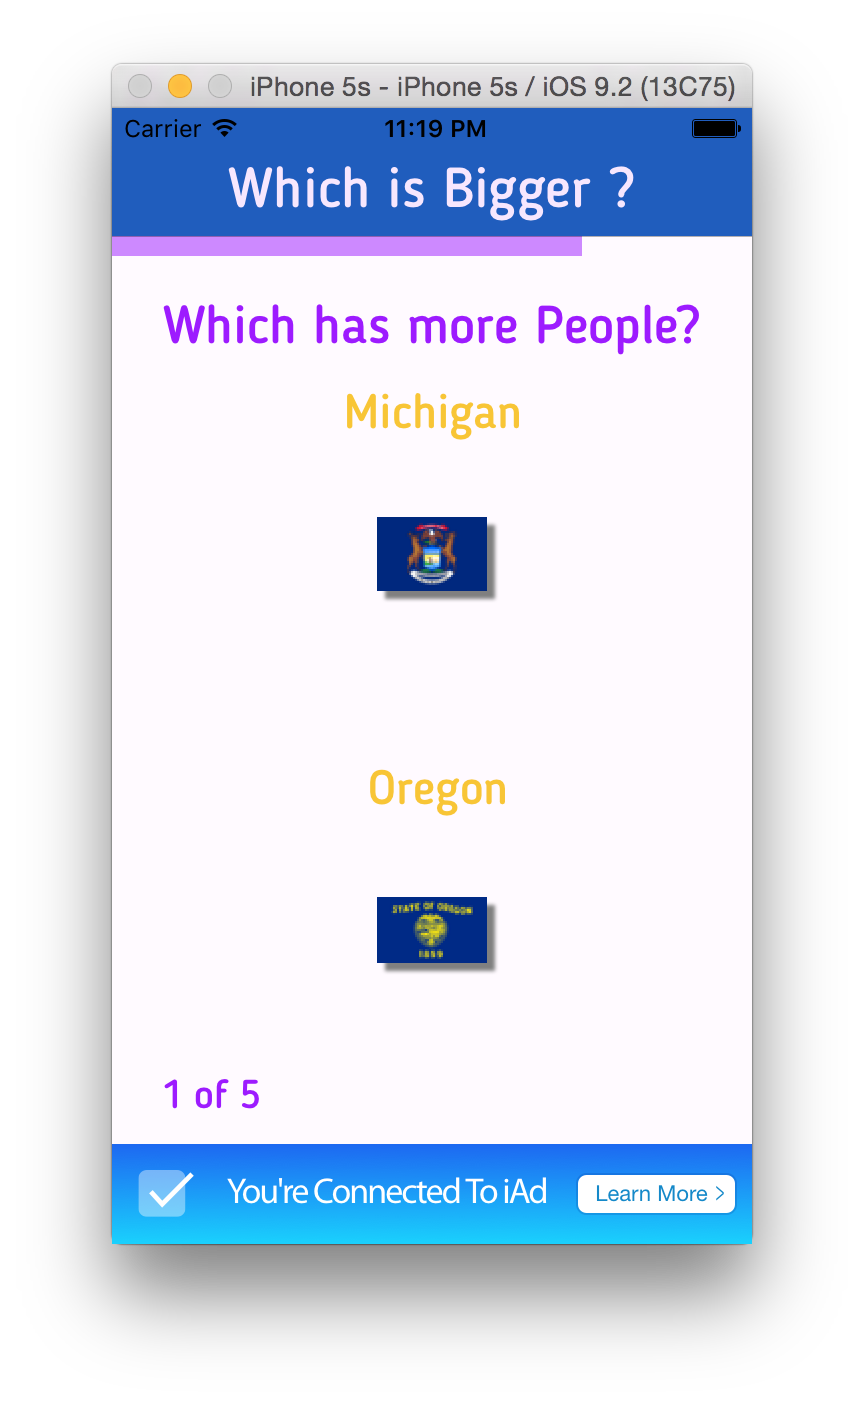 iPhone 5s - iPhone 5s / iOS 9.2 (13C75)
Carrier 11:19 PM
Which is Bigger ?
Which has more People?
Michigan
Oregon
STATE OF OREGON
1859
1 of 5
You're Connected To iAd Learn More >